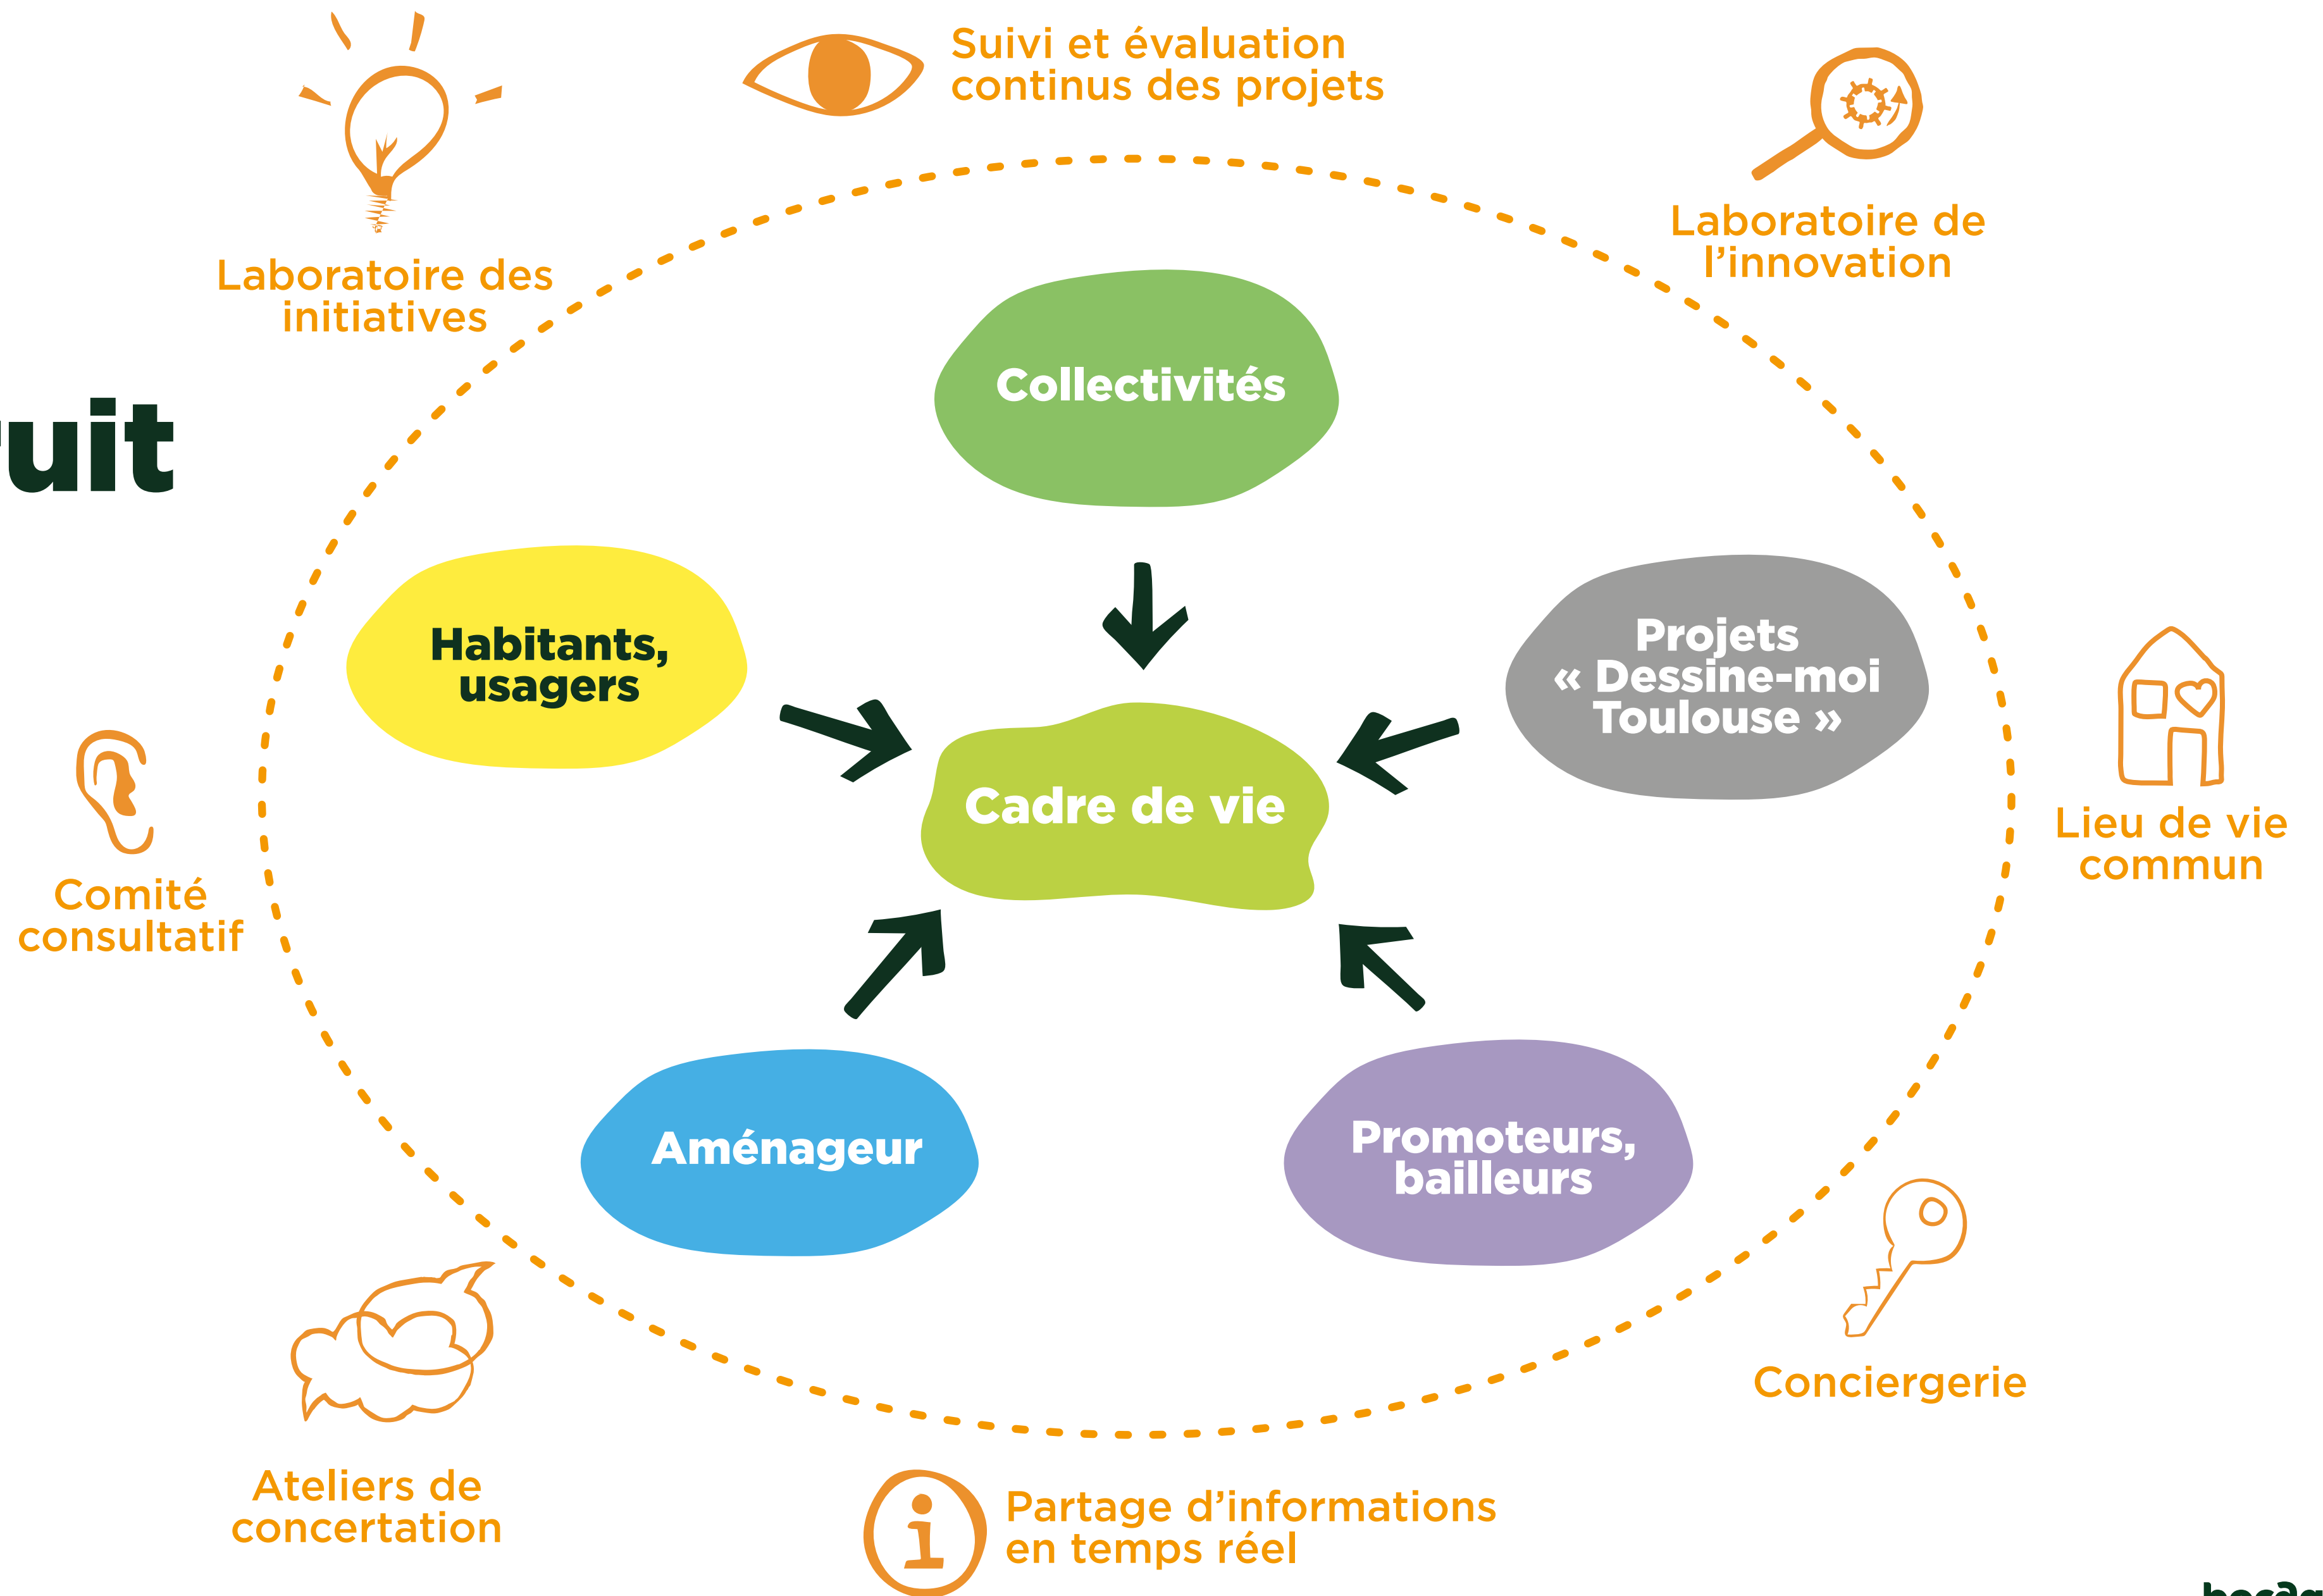 Suivi et évaluation
continus des projets
Laboratoire de
l'innovation
Laboratoire des
initiatives
Collectivités
uit
Habitants,
usagers
Projets
« Dessine-moi
Toulouse »
Cadre de vie
Lieu de vie
commun
Comité
consultatif
Aménageur
Promoteurs,
bailleurs
Conciergerie
Ateliers de
concertation
Partage d'informations
en temps réel